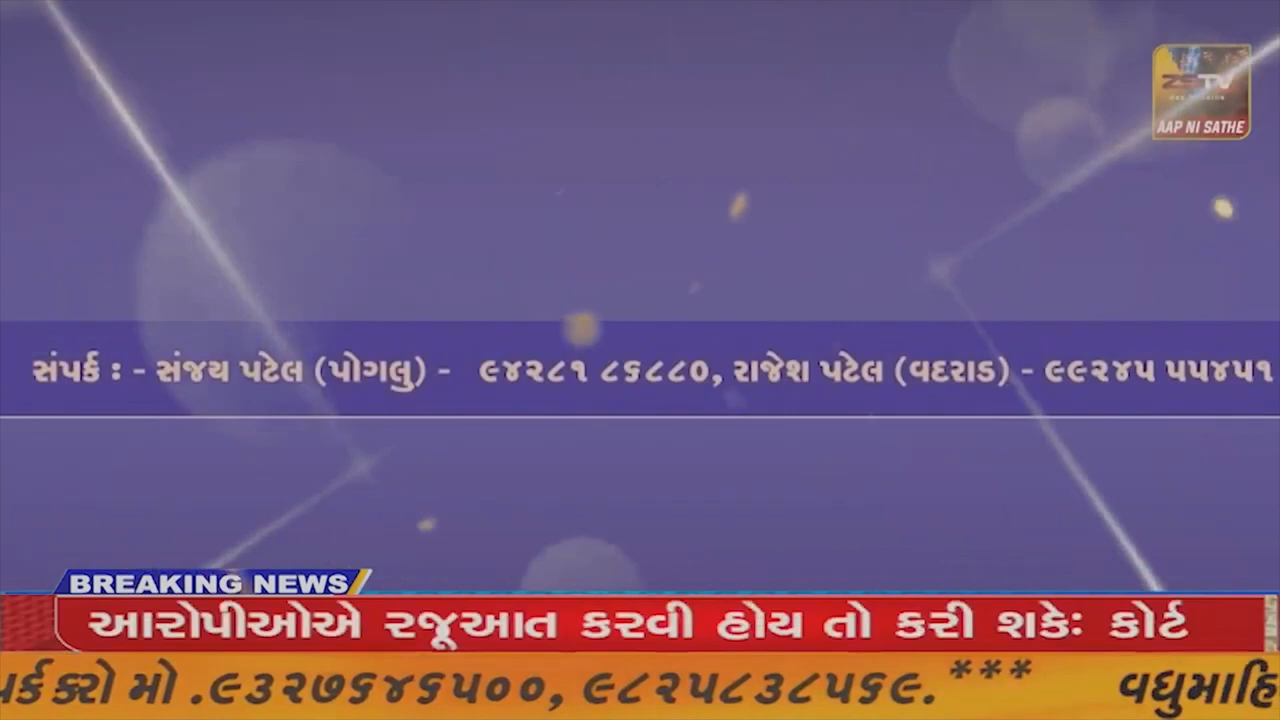 ZSTV
AAP NI SATHE
સંપર્ક : - સંજય પટેલ (પોગલુ) - ૯૪૨૮૧ ૮૬૮૮૦, રાજેશ પટેલ (વદરાડ) - ૯૯૨૪૫ ૫૫૪૫૧
BREAKING NEWS
આરોપીઓએ રજૂઆત કરવી હોય તો કરી શકેઃ કોર્ટ
ર્ક કરો મો .૯૩૨૭૬૪૬૫૦૦, ૯૮૨૫૮૩૮૫૬૯. *** વધુમાહિ